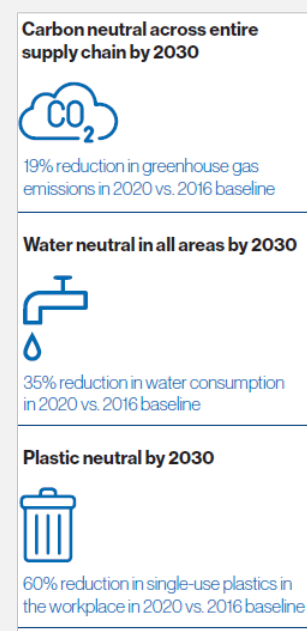 Carbon neutral across entire
supply chain by 2030
CO2
19% reduction in greenhouse gas
emissions in 2020 vs. 2016 baseline
Water neutral in all areas by 2030
35% reduction in water consumption
in 2020 vs. 2016 baseline
Plastic neutral by 2030
60% reduction in single-use plastics in
the workplace in 2020 vs. 2016 baseline